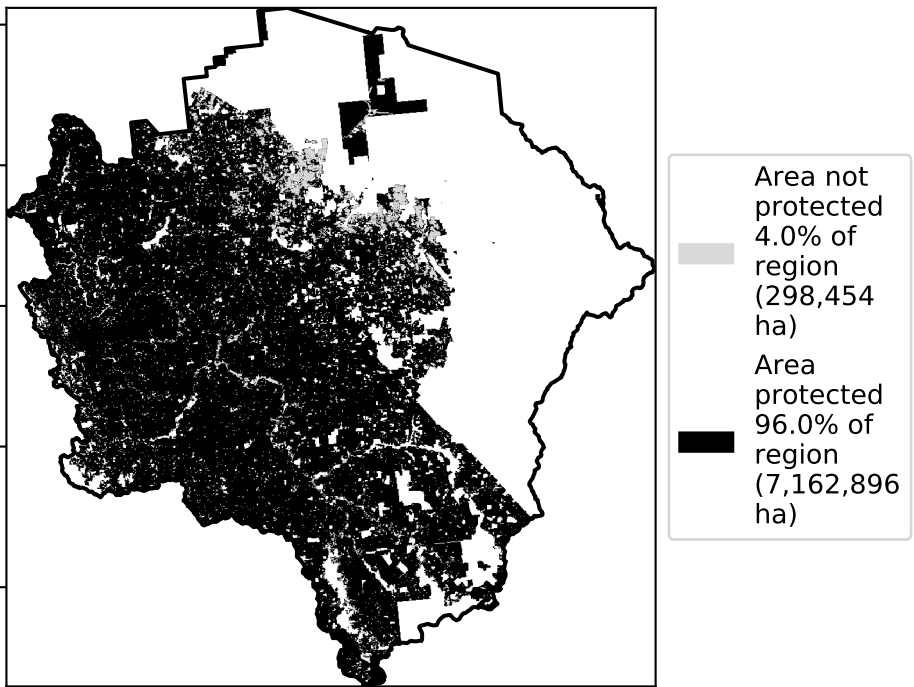 Area not
protected
4.0% of
region
(298,454
ha)
Area
protected
96.0% of
region
(7,162,896
ha)